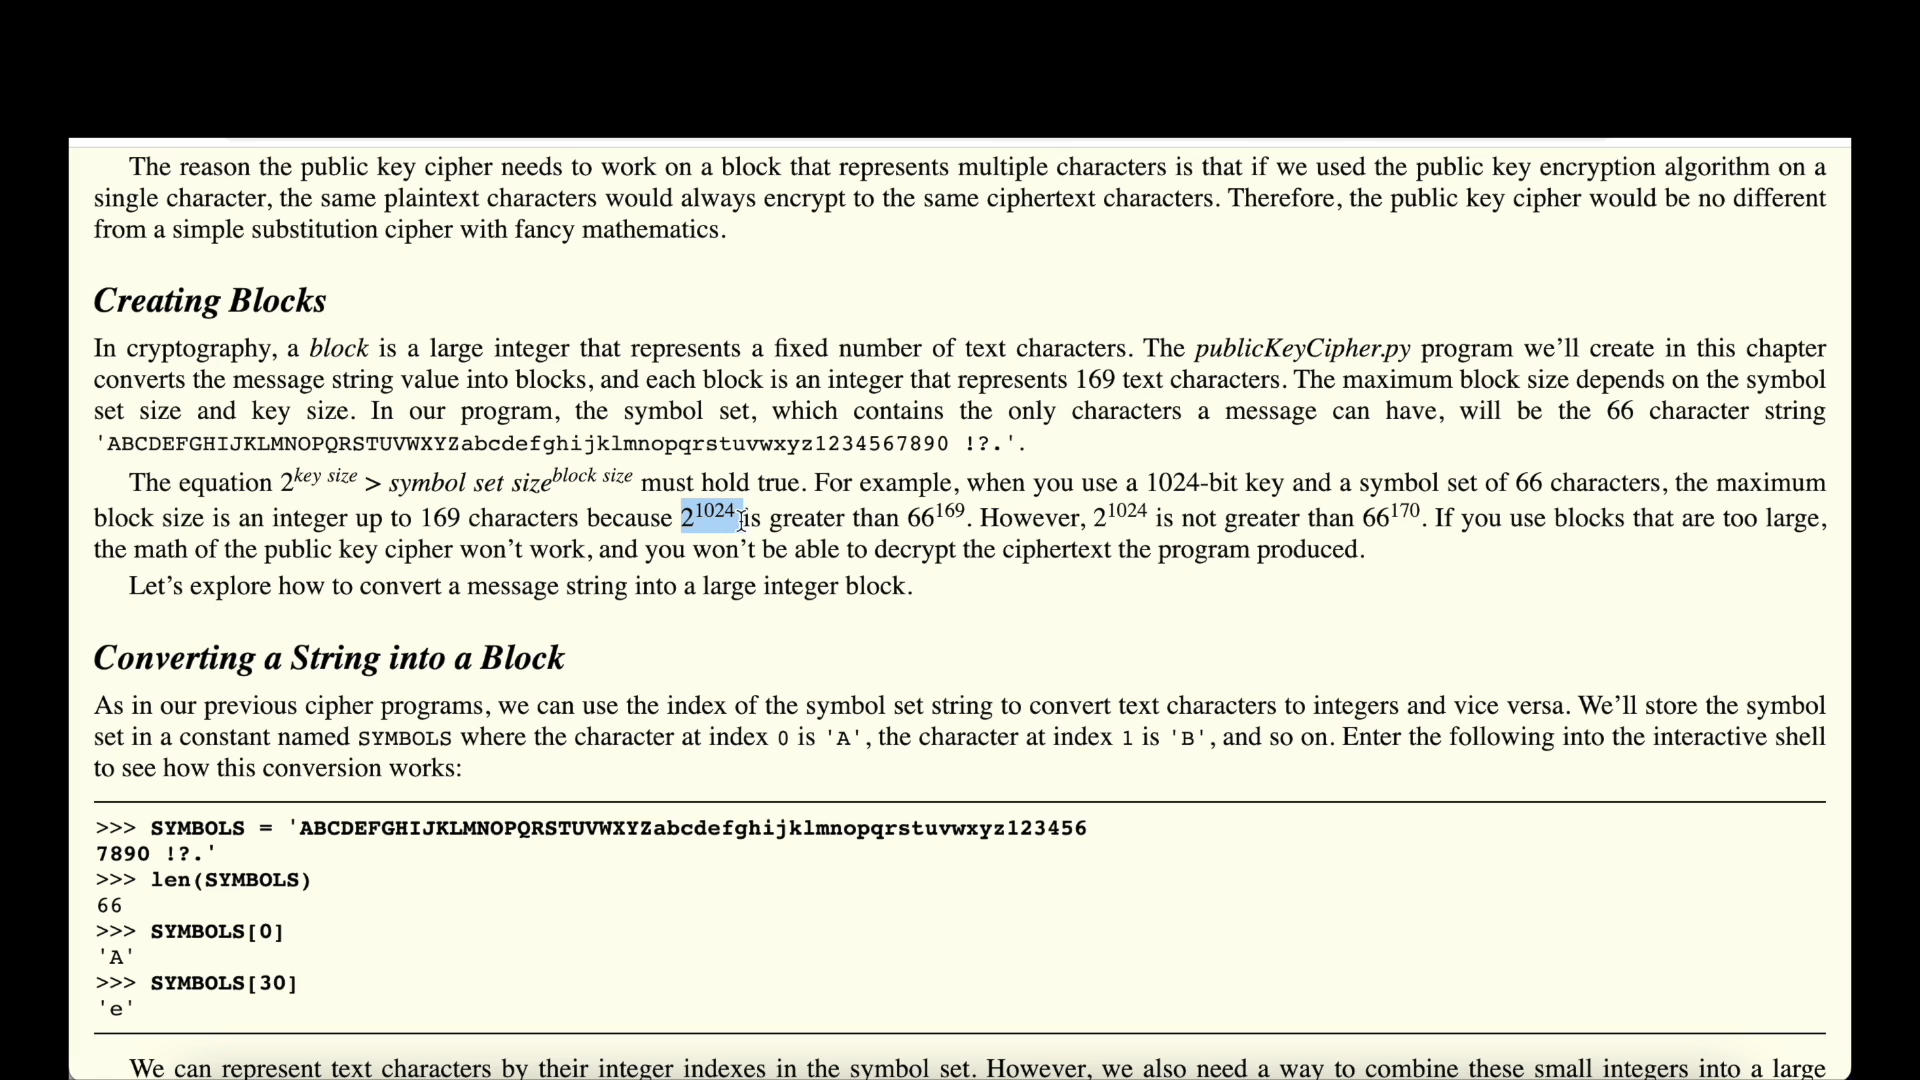 The reason the public key cipher needs to work on a block that represents multiple characters is that if we used the public key encryption algorithm on a
single character, the same plaintext characters would always encrypt to the same ciphertext characters. Therefore, the public key cipher would be no different
from a simple substitution cipher with fancy mathematics.
Creating Blocks
In cryptography, a block is a large integer that represents a fixed number of text characters. The publicKeyCipher.py program we’ll create in this chapter
converts the message string value into blocks, and each block is an integer that represents 169 text characters. The maximum block size depends on the symbol
set size and key size. In our program, the symbol set, which contains the only characters a message can have, will be the 66 character string
'ABCDEFGHIJKLMNOPQRSTUVWXYZabcdefghijklmnopqrstuvwxyz1234567890 !?.'.
The equation 2^key size > symbol set size^block size must hold true. For example, when you use a 1024-bit key and a symbol set of 66 characters, the maximum
block size is an integer up to 169 characters because 2^1024 is greater than 66^169. However, 2^1024 is not greater than 66^170. If you use blocks that are too large,
the math of the public key cipher won’t work, and you won’t be able to decrypt the ciphertext the program produced.
Let’s explore how to convert a message string into a large integer block.
Converting a String into a Block
As in our previous cipher programs, we can use the index of the symbol set string to convert text characters to integers and vice versa. We’ll store the symbol
set in a constant named SYMBOLS where the character at index 0 is 'A', the character at index 1 is 'B', and so on. Enter the following into the interactive shell
to see how this conversion works:
>>> SYMBOLS = 'ABCDEFGHIJKLMNOPQRSTUVWXYZabcdefghijklmnopqrstuvwxyz123456
7890 !?.'
>>> len(SYMBOLS)
66
>>> SYMBOLS[0]
'A'
>>> SYMBOLS[30]
'e'
We can represent text characters by their integer indexes in the symbol set. However, we also need a way to combine these small integers into a large